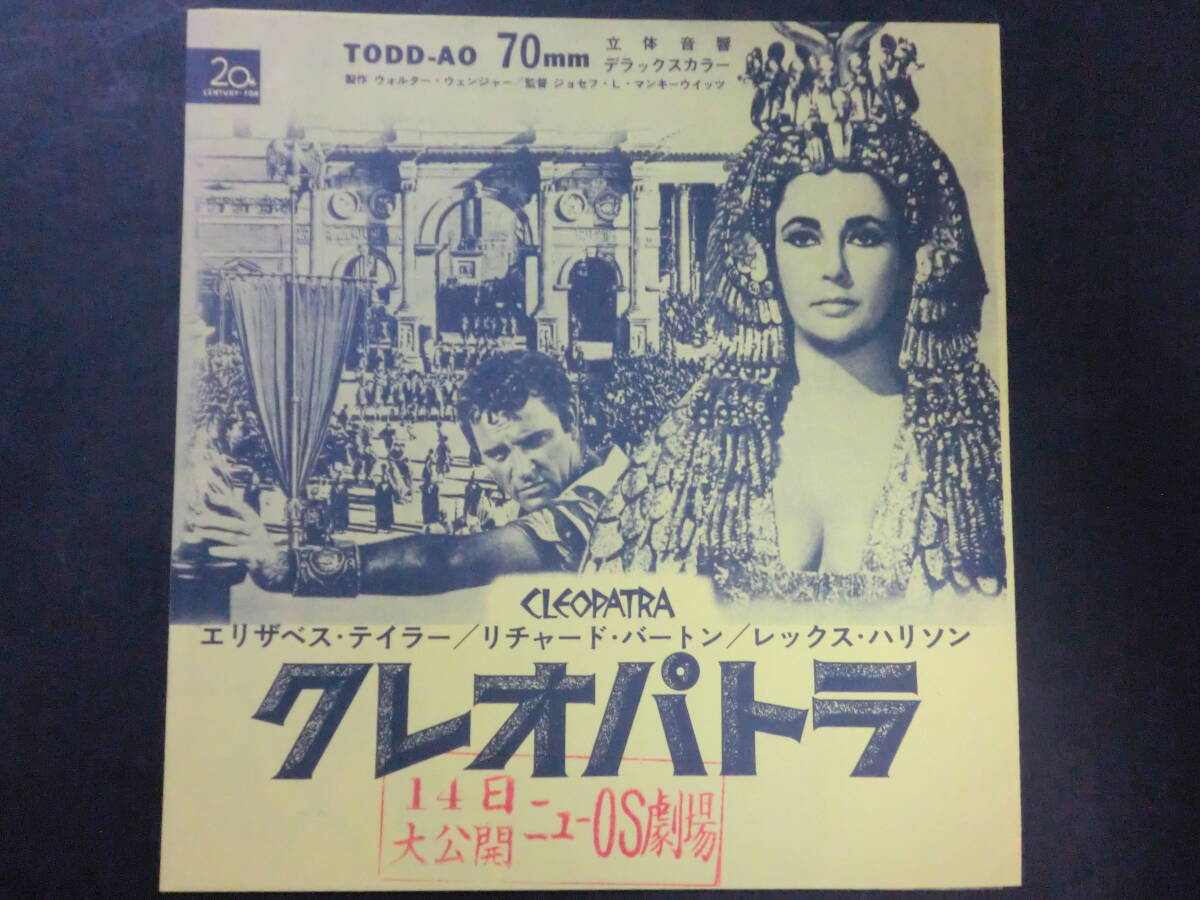 20th
CENTURY-FOX
TODD-AO 70mm 立体音響
デラックスカラー
製作 ウォルター・ウェンジャー/監督 ジョセフ・L・マンキーウイッツ
CLEOPATRA
エリザベス・テイラー/リチャード・バートン/レックス・ハリソン
クレオパトラ
14日
大公開 ニューOS劇場